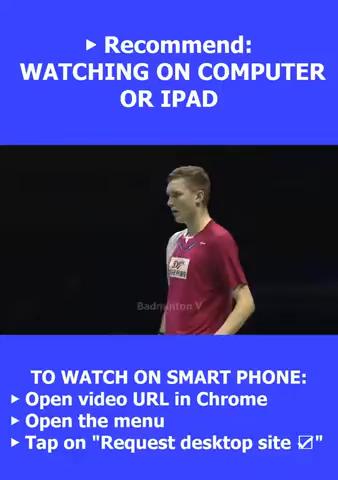 ▶ Recommend:
WATCHING ON COMPUTER
OR IPAD
Badminton V
TO WATCH ON SMART PHONE:
▶ Open video URL in Chrome
▶ Open the menu
▶ Tap on "Request desktop site ☑"